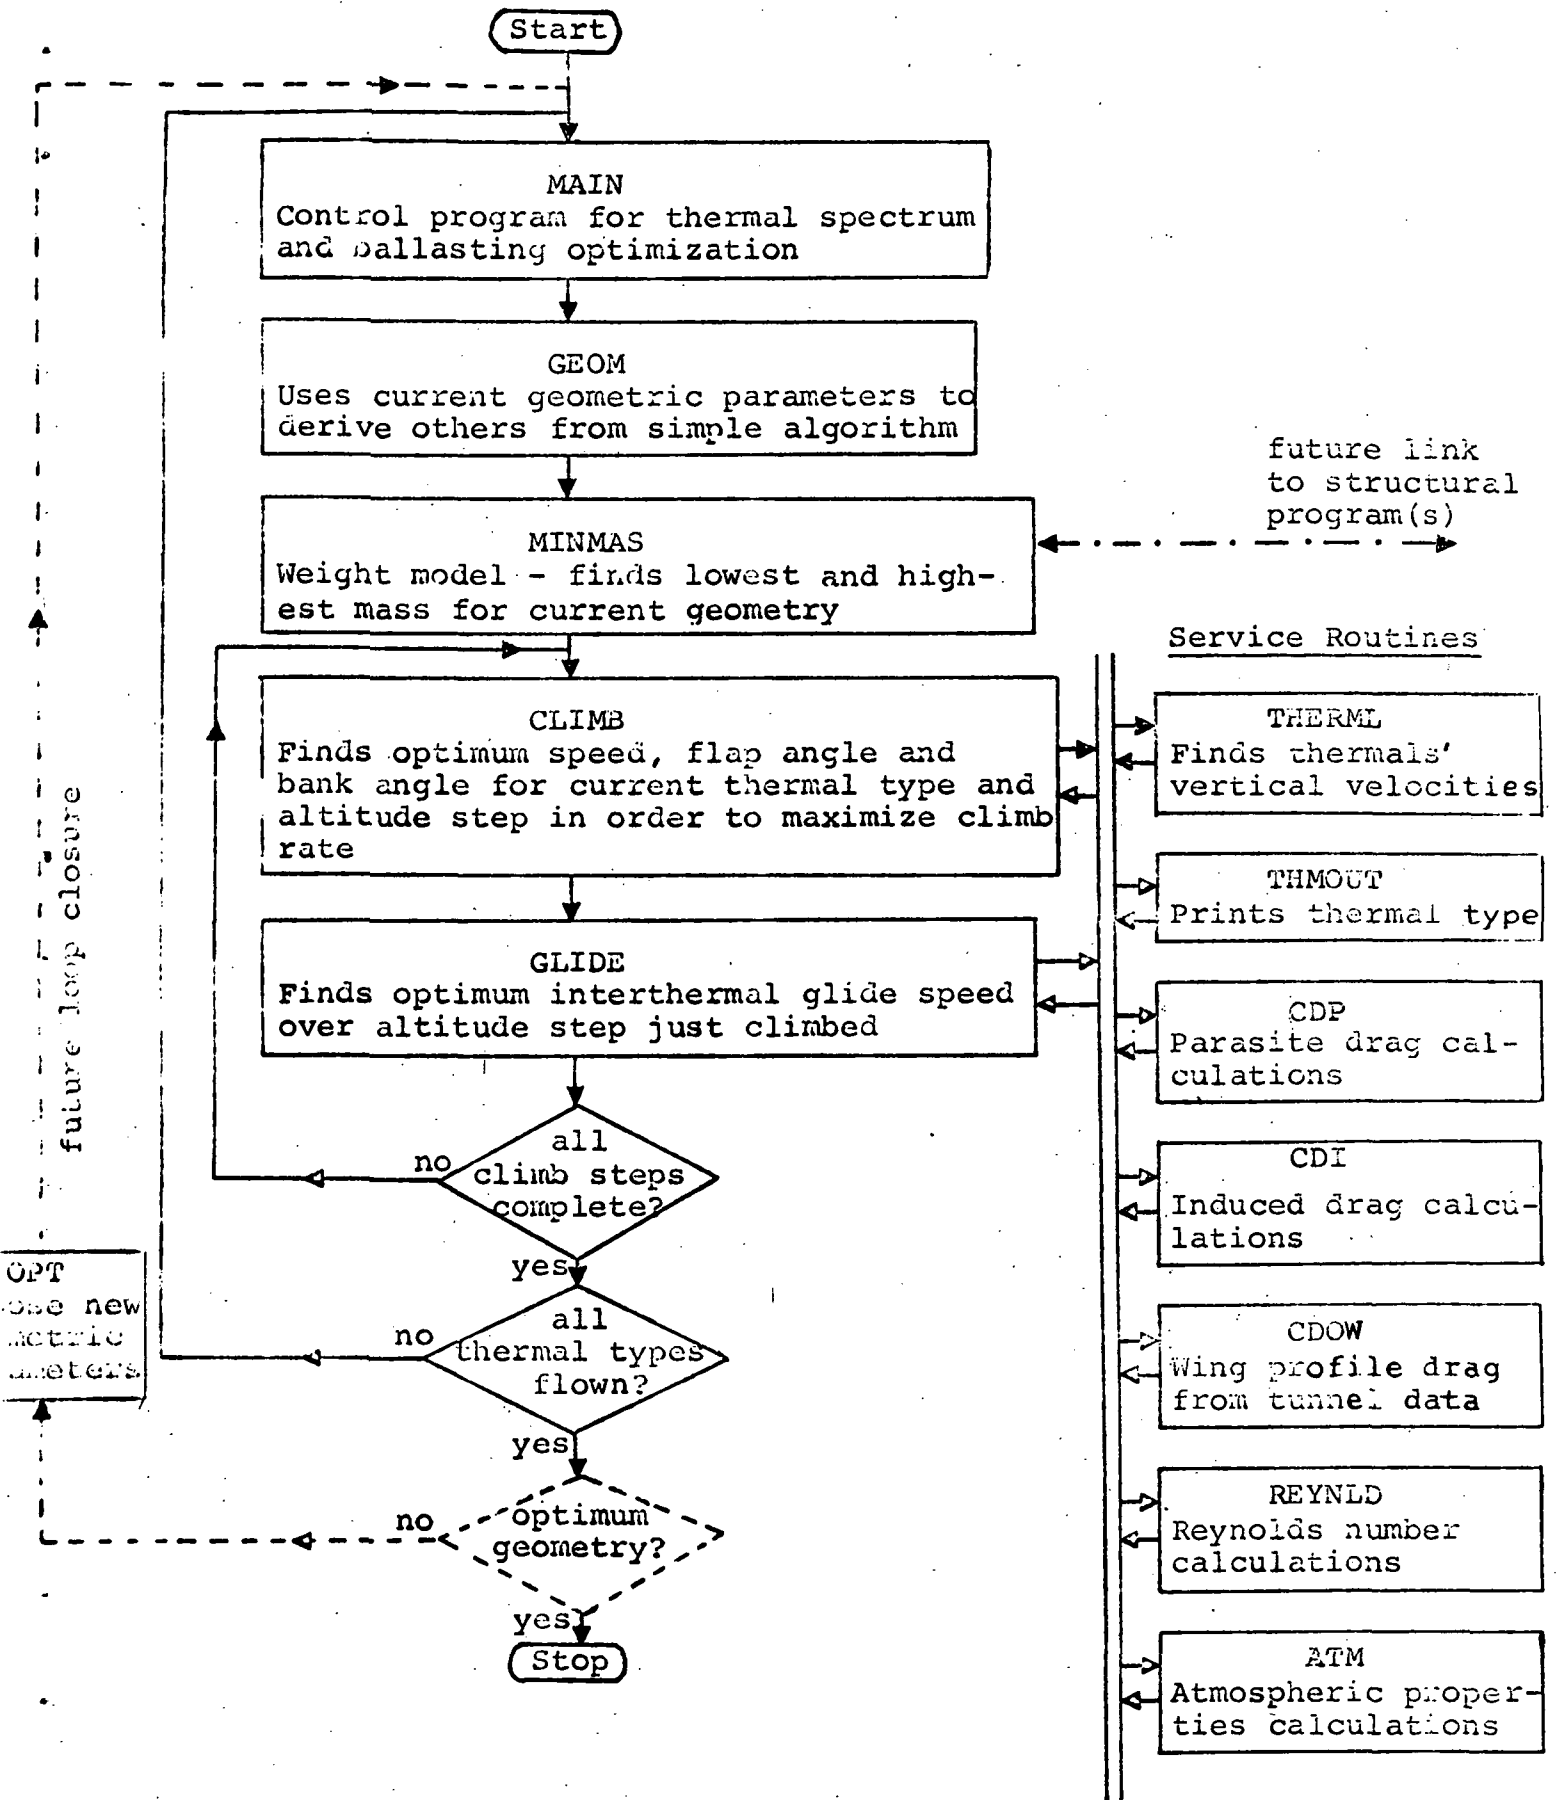 Start
MAIN
Control program for thermal spectrum
and ballasting optimization
GEOM
Uses current geometric parameters to
derive others from simple algorithm
MINMAS
Weight model - finds lowest and high-
est mass for current geometry
future link
to structural
program(s)
CLIMB
Finds optimum speed, flap angle and
bank angle for current thermal type and
altitude step in order to maximize climb
rate
GLIDE
Finds optimum interthermal glide speed
over altitude step just climbed
all
climb steps
complete?
no
yes
all
thermal types
flown?
no
yes
optimum
geometry?
no
yes
Stop
future loop closure
OPT
new
Service Routines
THERML
Finds thermals'
vertical velocities
THMOUT
Prints thermal type
CDP
Parasite drag cal-
culations
CDI
Induced drag calcu-
lations
CDOW
Wing profile drag
from tunnel data
REYNLD
Reynolds number
calculations
ATM
Atmospheric proper-
ties calculations